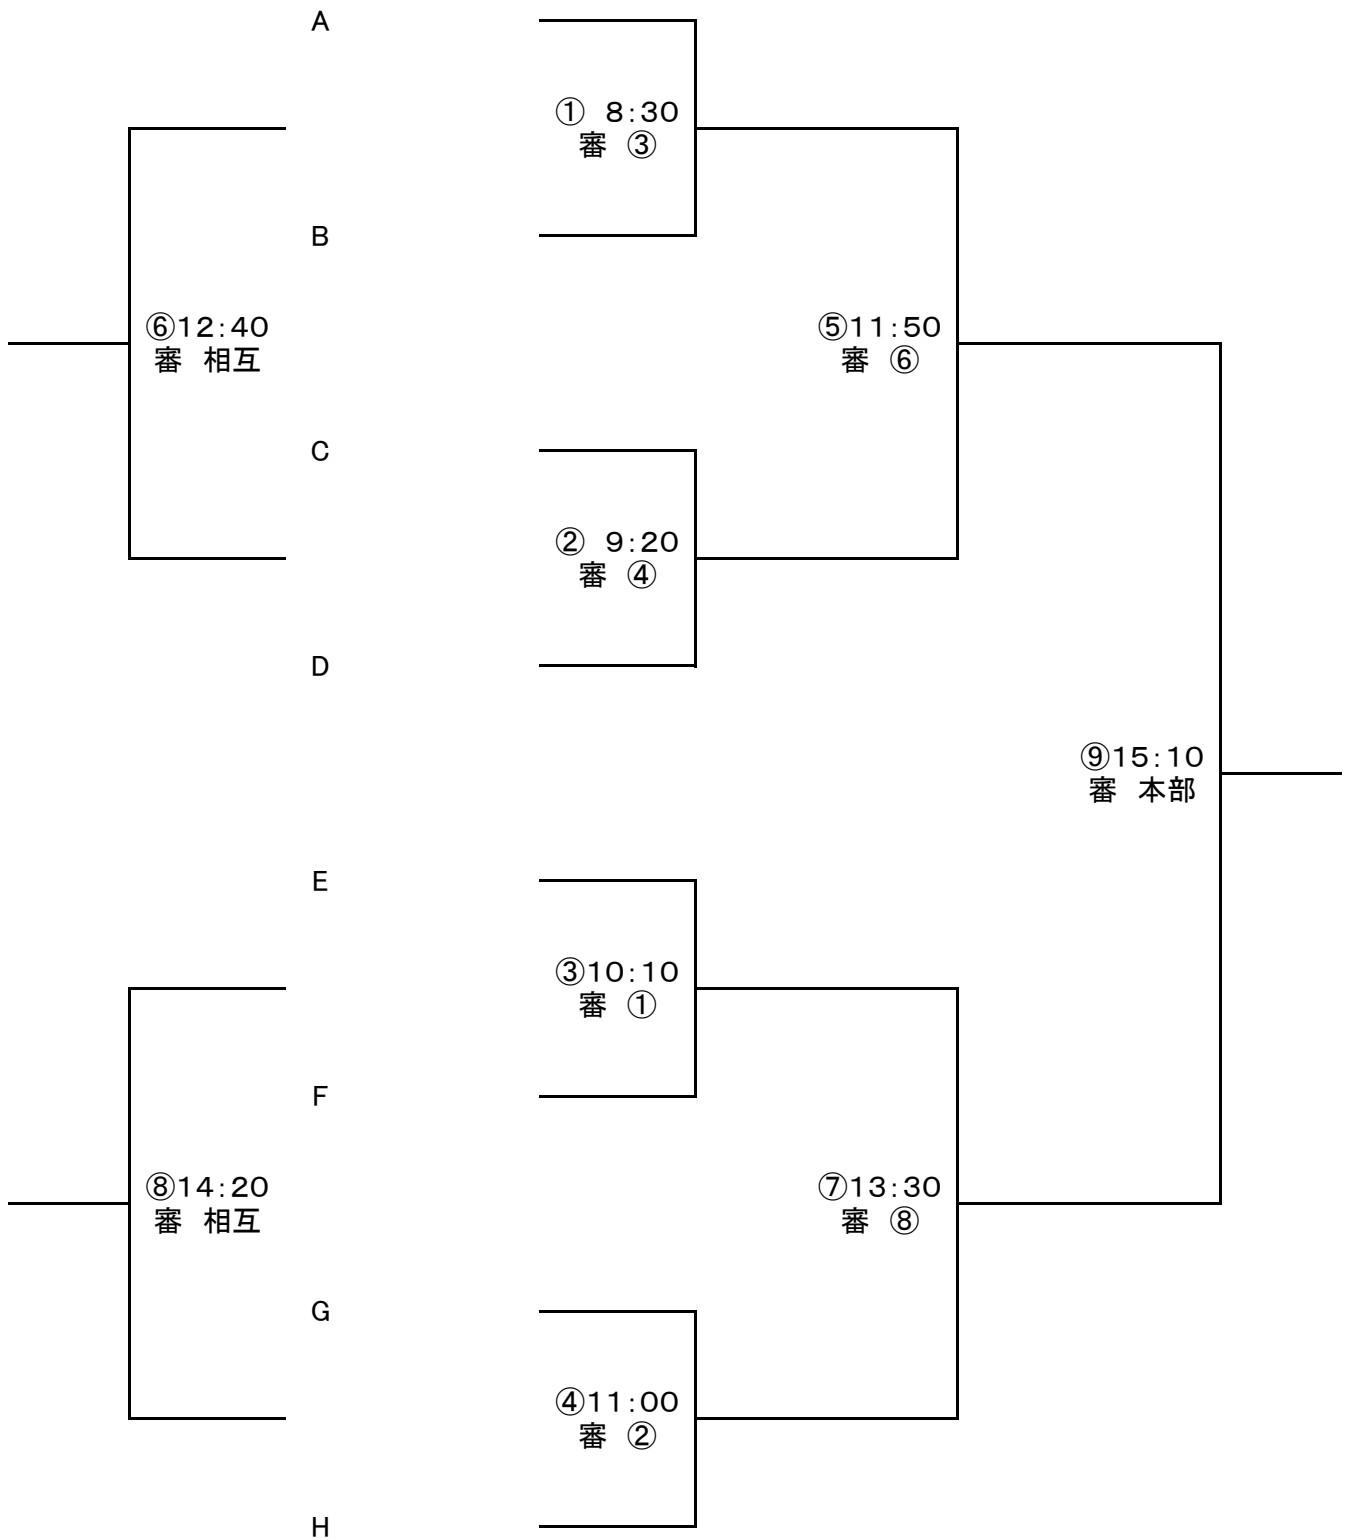 A
① 8:30
審 ③
B
⑥12:40
審 相互
⑤11:50
審 ⑥
C
② 9:20
審 ④
D
⑨15:10
審 本部
E
③10:10
審 ①
F
⑧14:20
審 相互
⑦13:30
審 ⑧
G
④11:00
審 ②
H